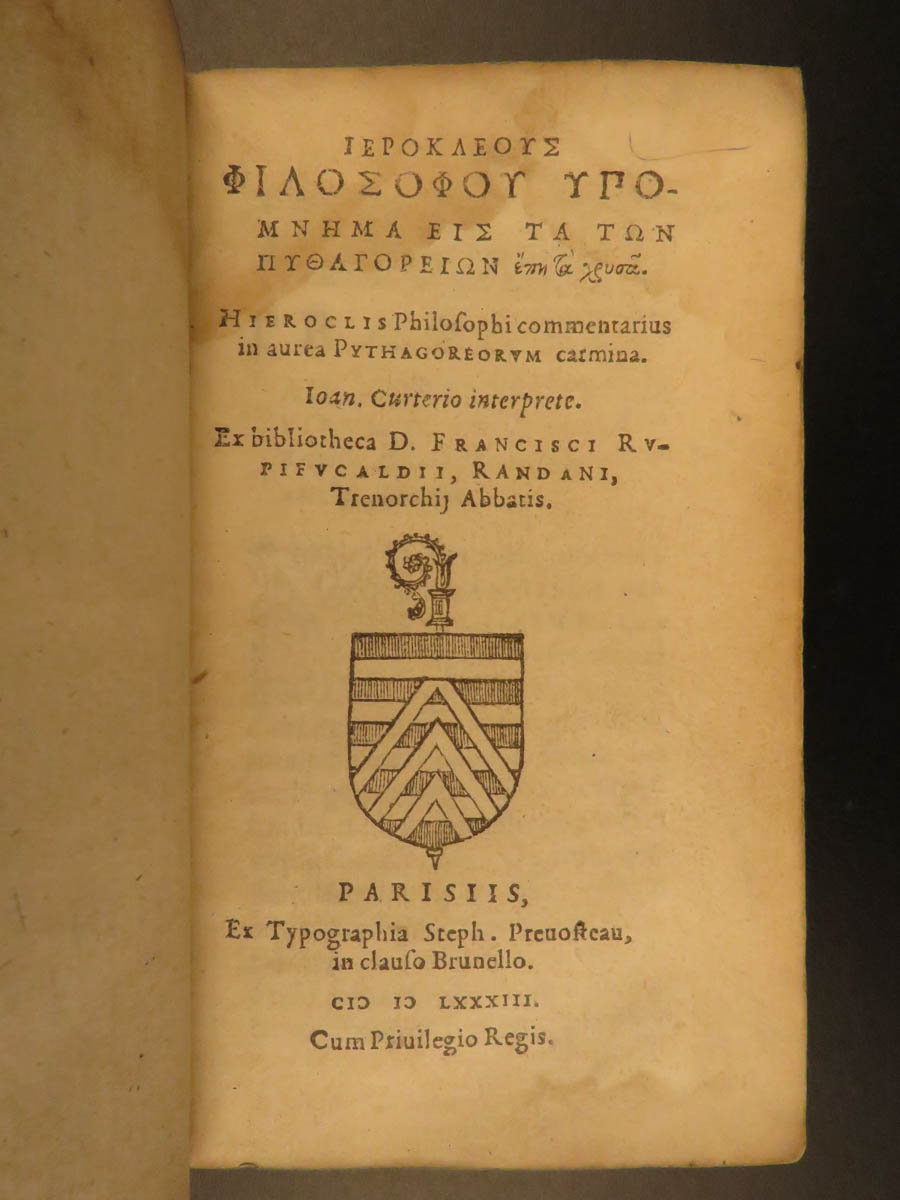 ΙΕΡΟΚΛΕΟΥΣ
ΦΙΛΟΣΟΦΟΥ ΥΠΟ-
ΜΝΗΜΑ ΕΙΣ ΤΑ ΤΩΝ
ΠΥΘΑΓΟΡΕΙΩΝ ἔπη τὰ χρυσᾶ.
HIEROCLIS Philoſophi commentarius
in aurea PYTHAGOREORVM carmina.
Ioan. Curterio interprete.
Ex bibliotheca D. FRANCISCI RV-
PIFVCALDII, RANDANI,
Trenorchij Abbatis.
PARISIIS,
Ex Typographia Steph. Preuoſteau,
in clauſo Brunello.
CIƆ IƆ LXXXIII.
Cum Priuilegio Regis.